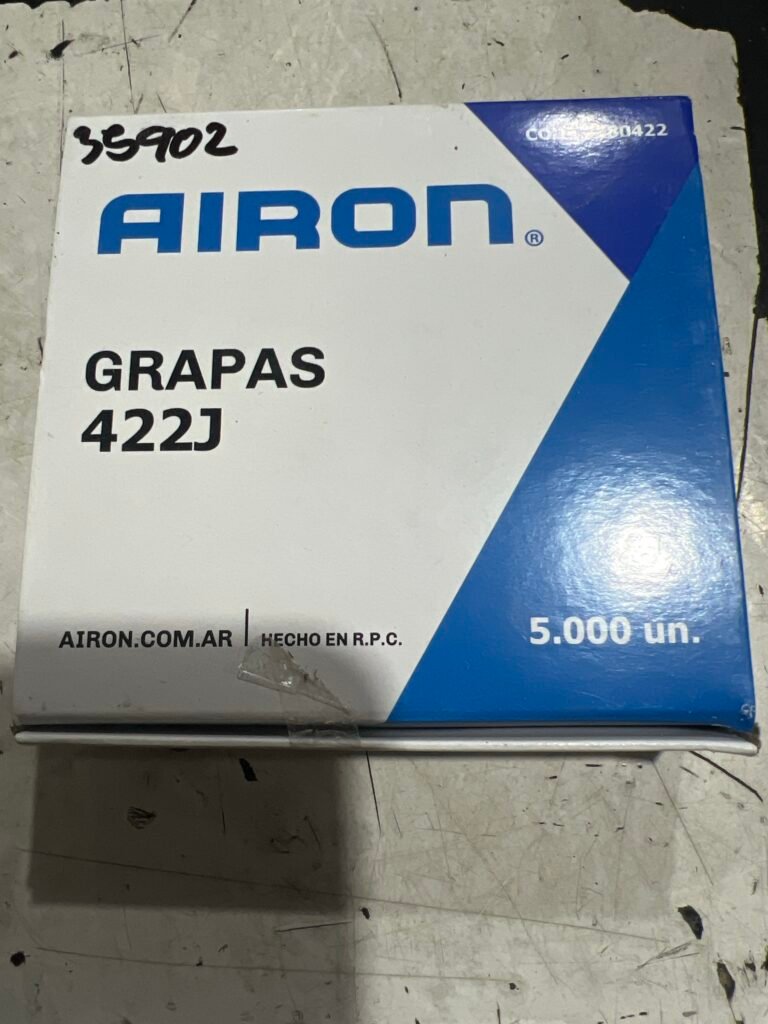 35902
AIRON®
GRAPAS
422J
AIRON.COM.AR | HECHO EN R.P.C.
5.000 un.